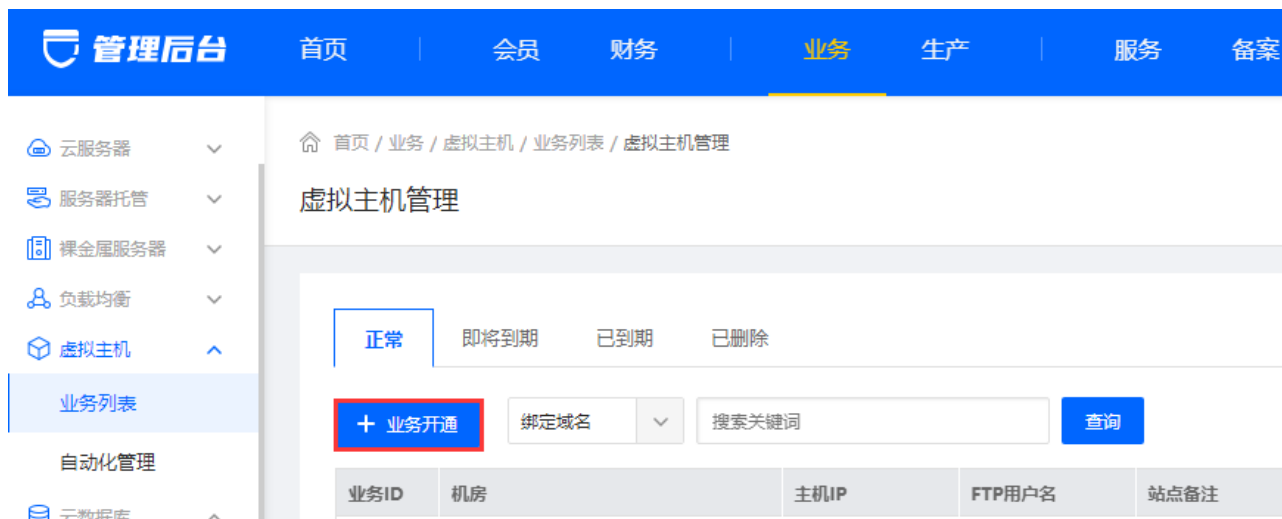 管理后台 首页 会员 财务 业务 生产 服务 备案
云服务器
服务器托管
裸金属服务器
负载均衡
虚拟主机
业务列表
自动化管理
云数据库
首页 / 业务 / 虚拟主机 / 业务列表 / 虚拟主机管理
虚拟主机管理
正常 即将到期 已到期 已删除
+ 业务开通 绑定域名 搜索关键词 查询
业务ID 机房 主机IP FTP用户名 站点备注